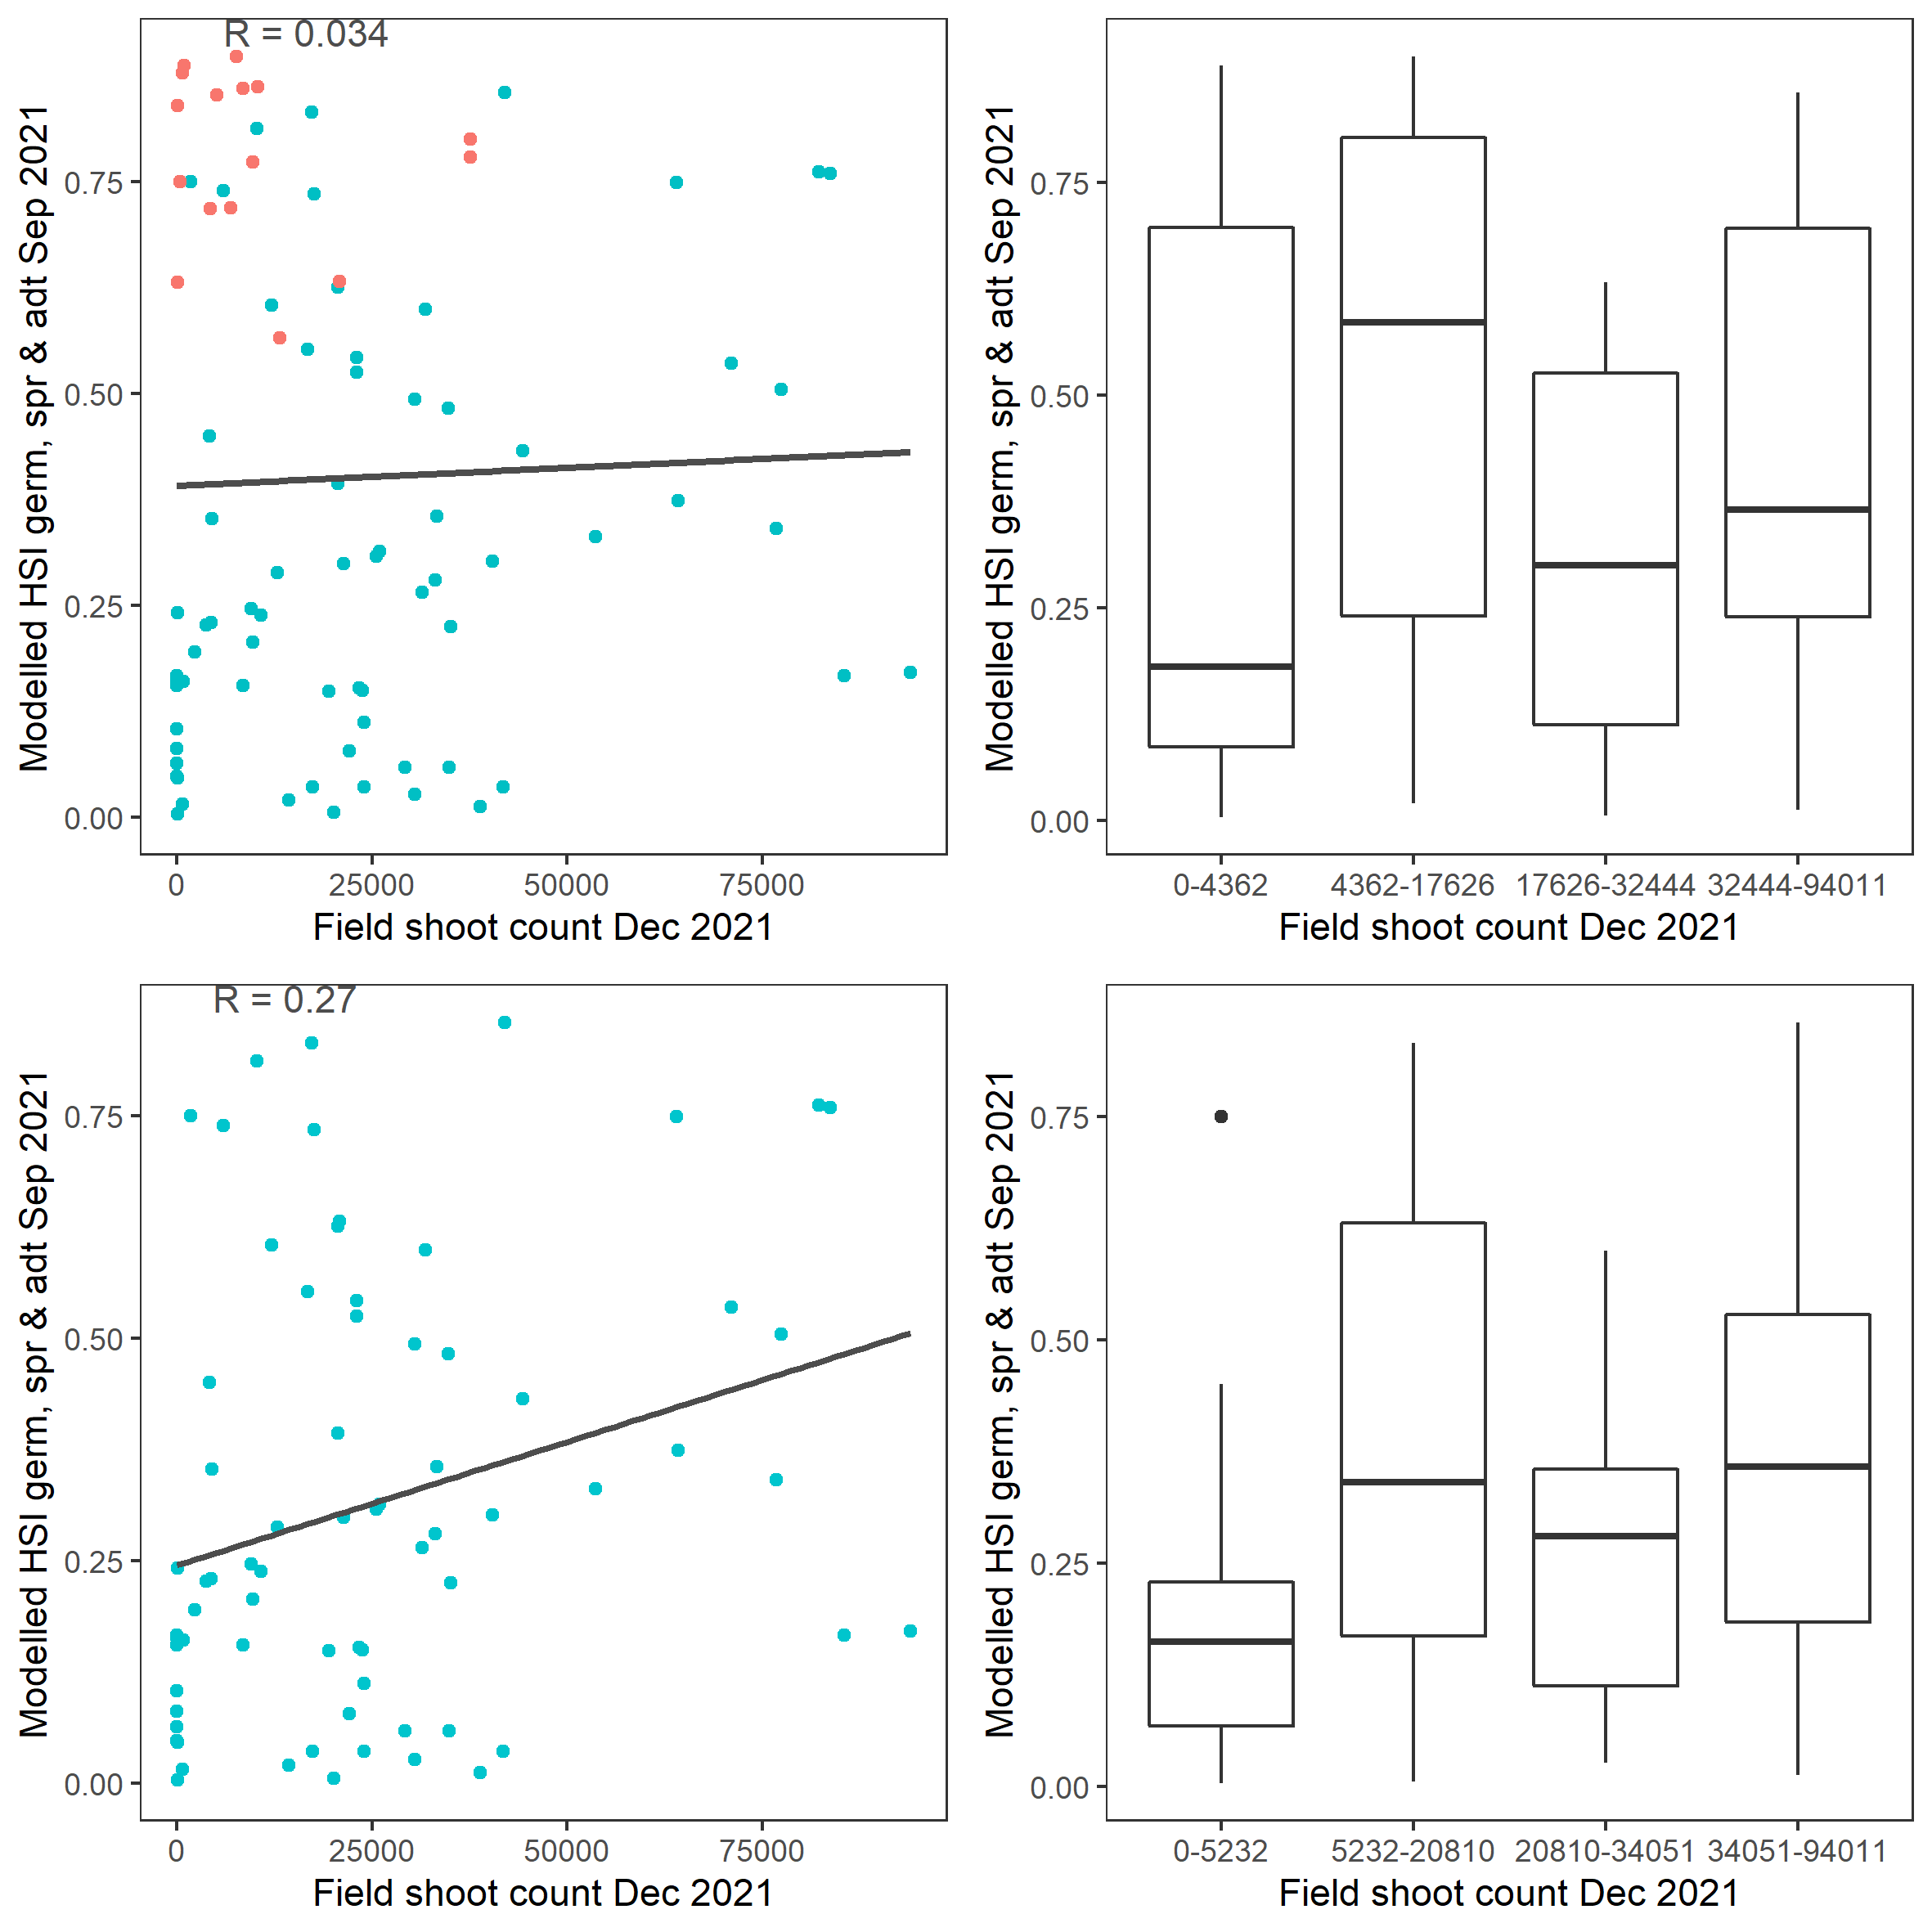 R = 0.034
Modelled HSI germ, spr & adt Sep 2021
0.75
0.50
0.25
0.00
0 25000 50000 75000
Field shoot count Dec 2021
Modelled HSI germ, spr & adt Sep 2021
0.75
0.50
0.25
0.00
0-4362 4362-17626 17626-32444 32444-94011
Field shoot count Dec 2021
R = 0.27
Modelled HSI germ, spr & adt Sep 2021
0.75
0.50
0.25
0.00
0 25000 50000 75000
Field shoot count Dec 2021
Modelled HSI germ, spr & adt Sep 2021
0.75
0.50
0.25
0.00
0-5232 5232-20810 20810-34051 34051-94011
Field shoot count Dec 2021